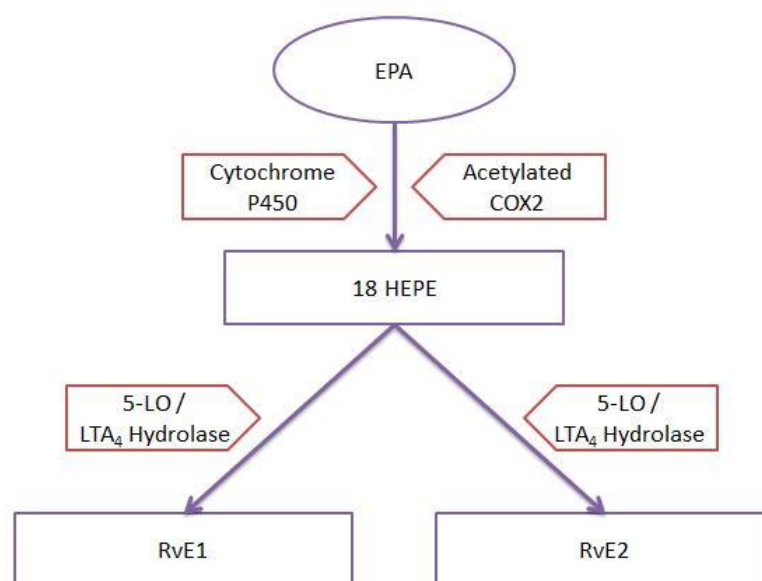 EPA
Cytochrome
P450
Acetylated
COX2
18 HEPE
5-LO /
LTA₄ Hydrolase
5-LO /
LTA₄ Hydrolase
RvE1
RvE2